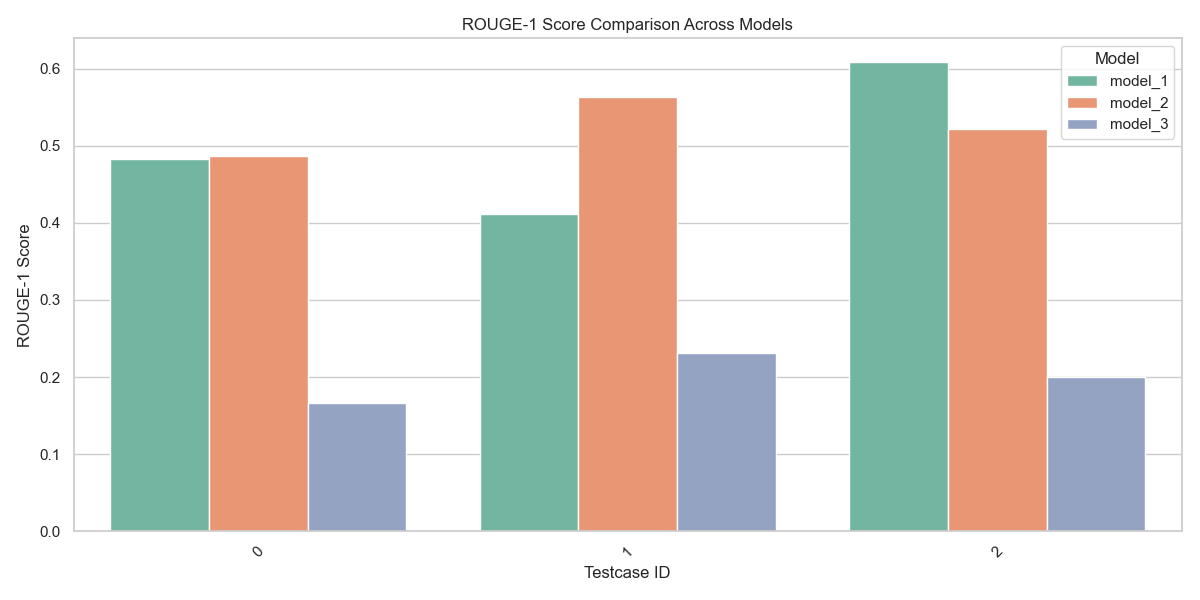 ROUGE-1 Score Comparison Across Models
Model
model_1
model_2
model_3
ROUGE-1 Score
0.6
0.5
0.4
0.3
0.2
0.1
0.0
0
1
2
Testcase ID